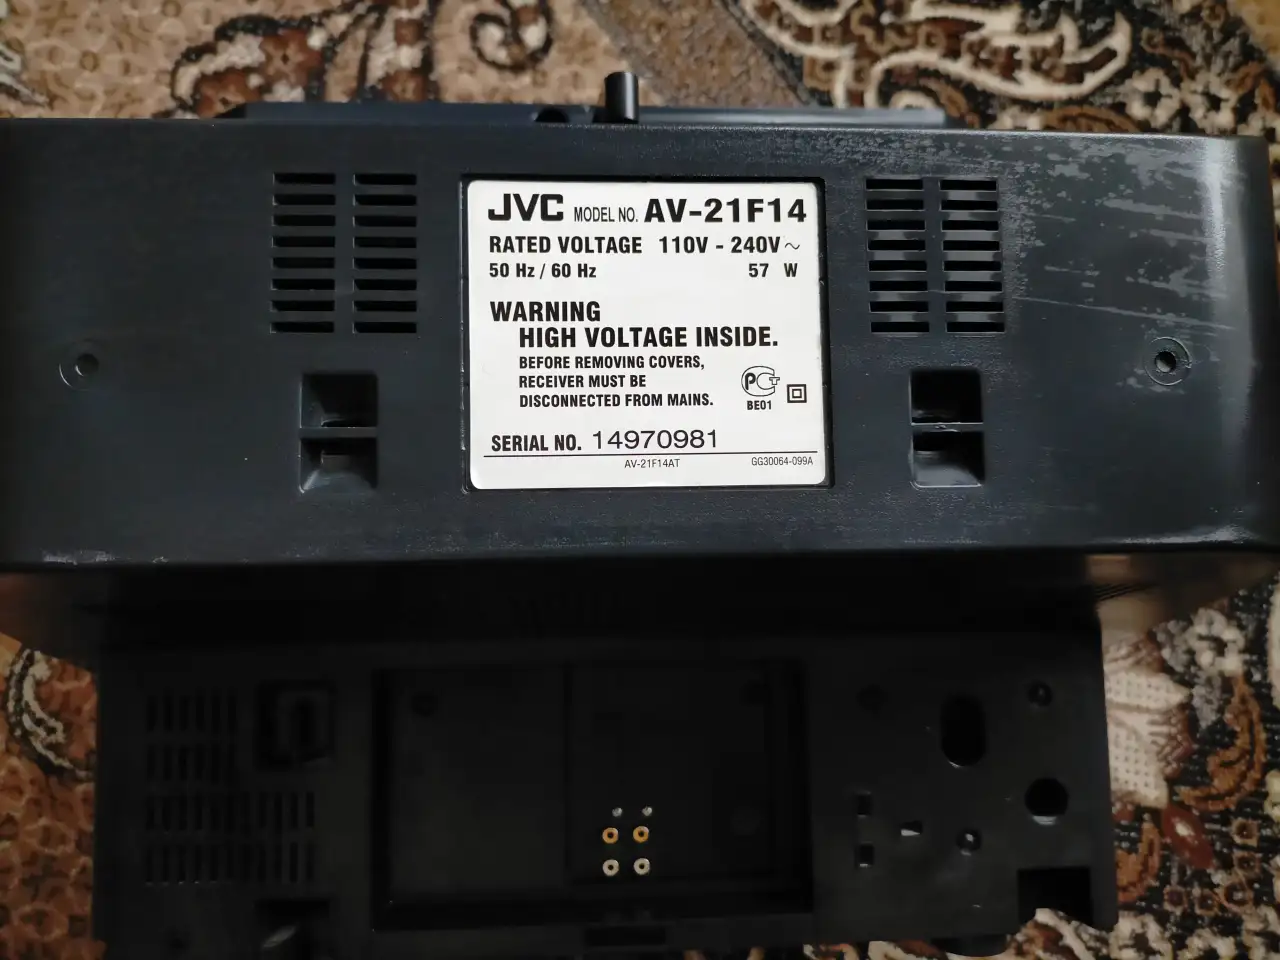 JVC MODEL NO. AV-21F14
RATED VOLTAGE 110V - 240V~
50 Hz / 60 Hz 57 W
WARNING
HIGH VOLTAGE INSIDE.
BEFORE REMOVING COVERS,
RECEIVER MUST BE
DISCONNECTED FROM MAINS.
PCT
BE01
SERIAL NO. 14970981
AV-21F14AT GG30064-099A